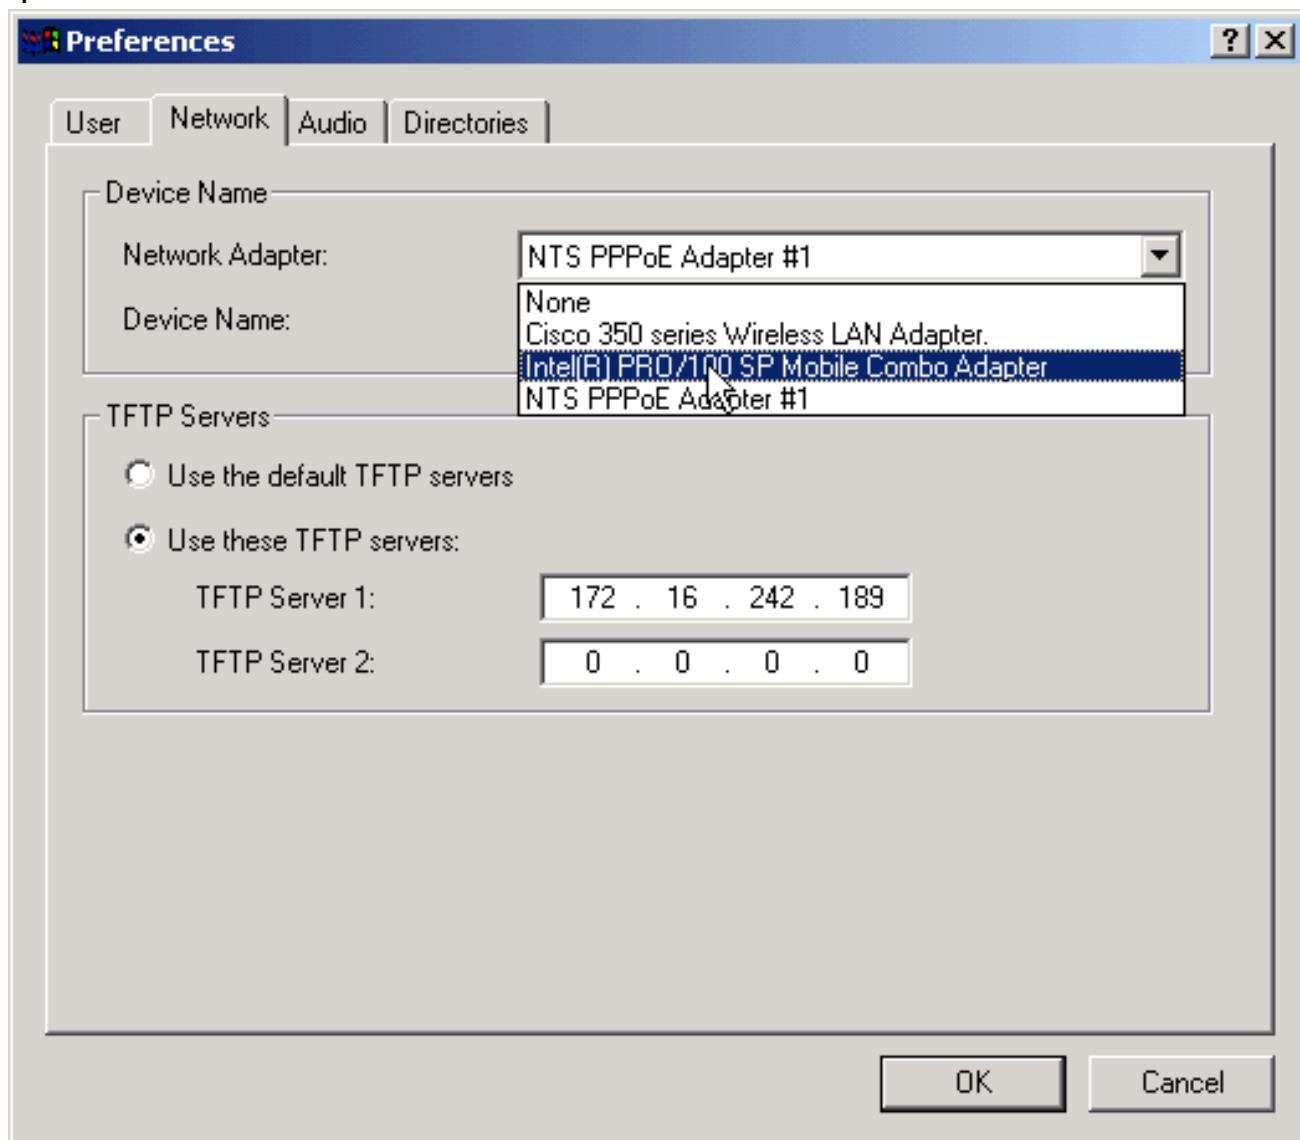 Preferences
User Network Audio Directories
Device Name
Network Adapter: NTS PPPoE Adapter #1
None
Device Name:
Cisco 350 series Wireless LAN Adapter.
Intel(R) PRO/100 SP Mobile Combo Adapter
NTS PPPoE Adapter #1
TFTP Servers
Use the default TFTP servers
Use these TFTP servers:
TFTP Server 1: 172 . 16 . 242 . 189
TFTP Server 2: 0 . 0 . 0 . 0
OK Cancel